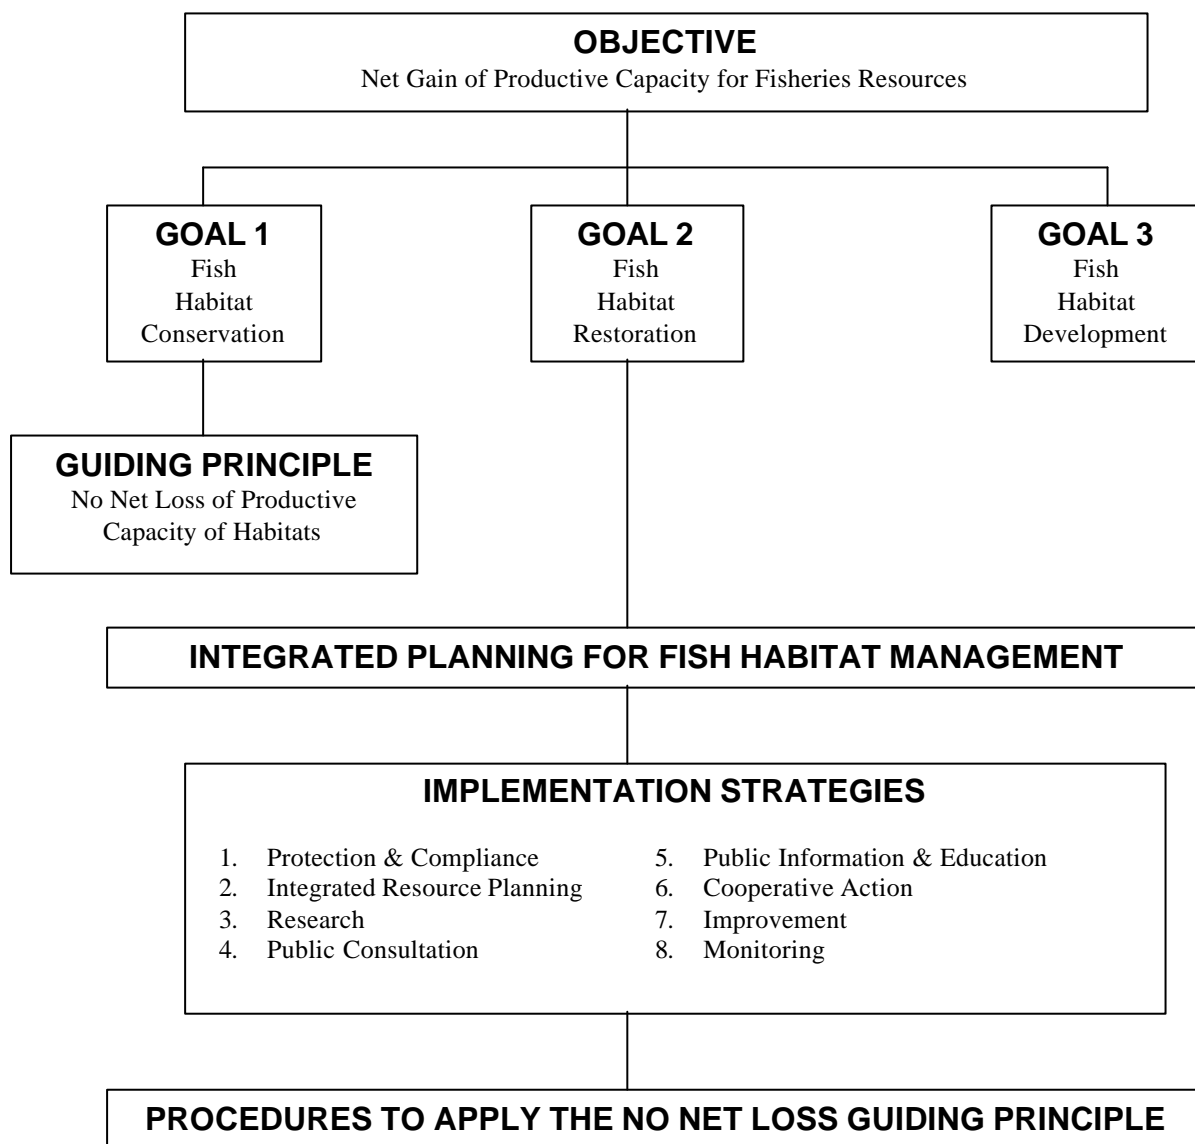 OBJECTIVE
Net Gain of Productive Capacity for Fisheries Resources
GOAL 1
Fish
Habitat
Conservation
GOAL 2
Fish
Habitat
Restoration
GOAL 3
Fish
Habitat
Development
GUIDING PRINCIPLE
No Net Loss of Productive
Capacity of Habitats
INTEGRATED PLANNING FOR FISH HABITAT MANAGEMENT
IMPLEMENTATION STRATEGIES
1. Protection & Compliance
2. Integrated Resource Planning
3. Research
4. Public Consultation
5. Public Information & Education
6. Cooperative Action
7. Improvement
8. Monitoring
PROCEDURES TO APPLY THE NO NET LOSS GUIDING PRINCIPLE